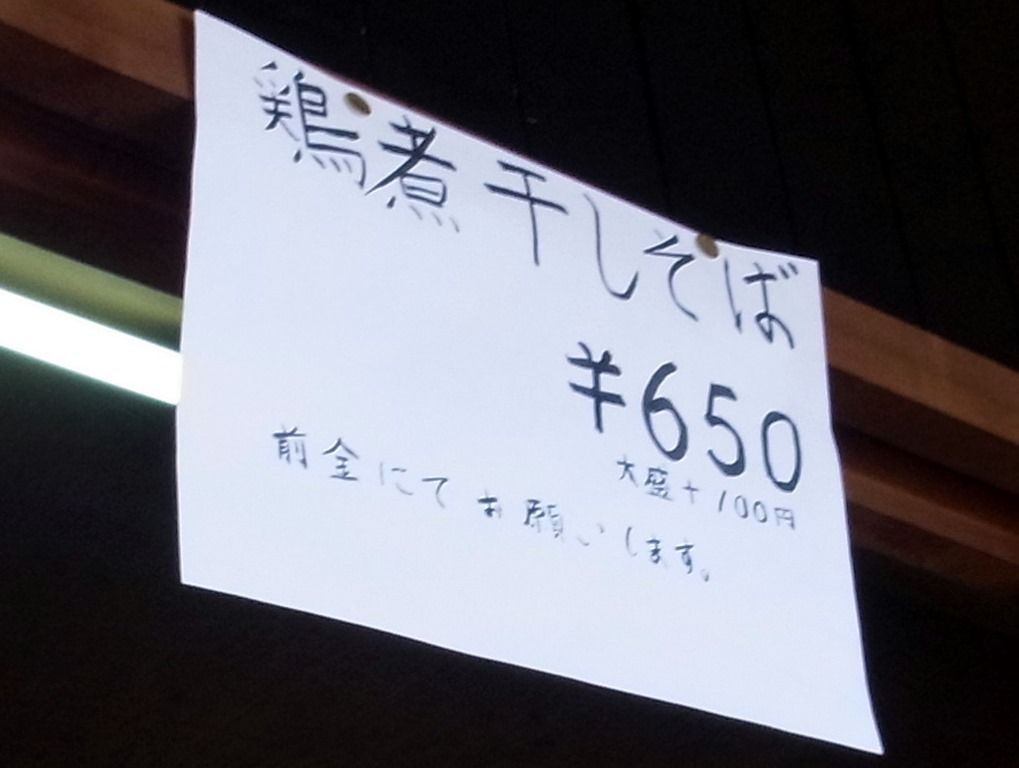 鶏煮干しそば
¥650
大盛+100円
前金にてお願いします。